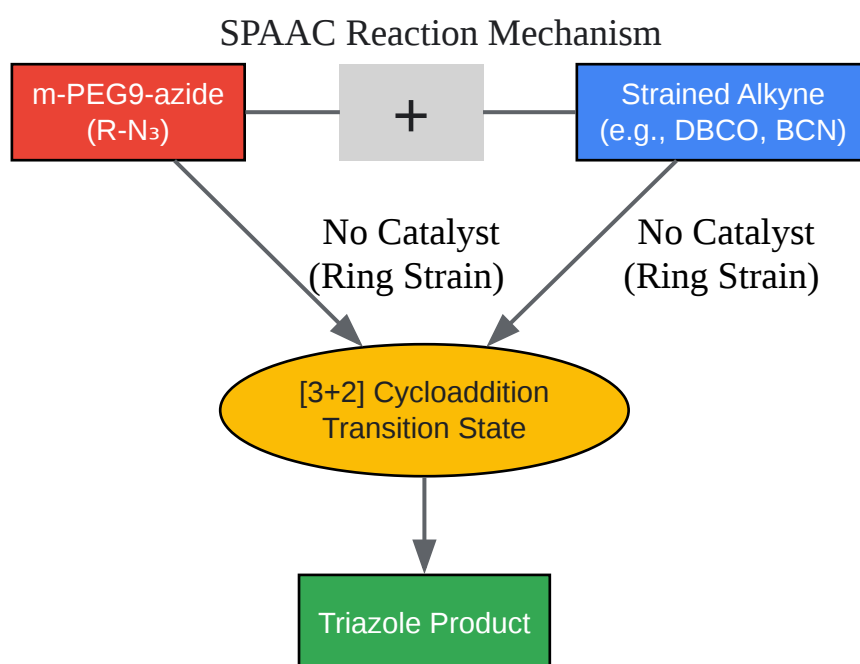 SPAAC Reaction Mechanism
m-PEG9-azide
(R-N₃)
+
Strained Alkyne
(e.g., DBCO, BCN)
No Catalyst
(Ring Strain)
No Catalyst
(Ring Strain)
[3+2] Cycloaddition
Transition State
Triazole Product